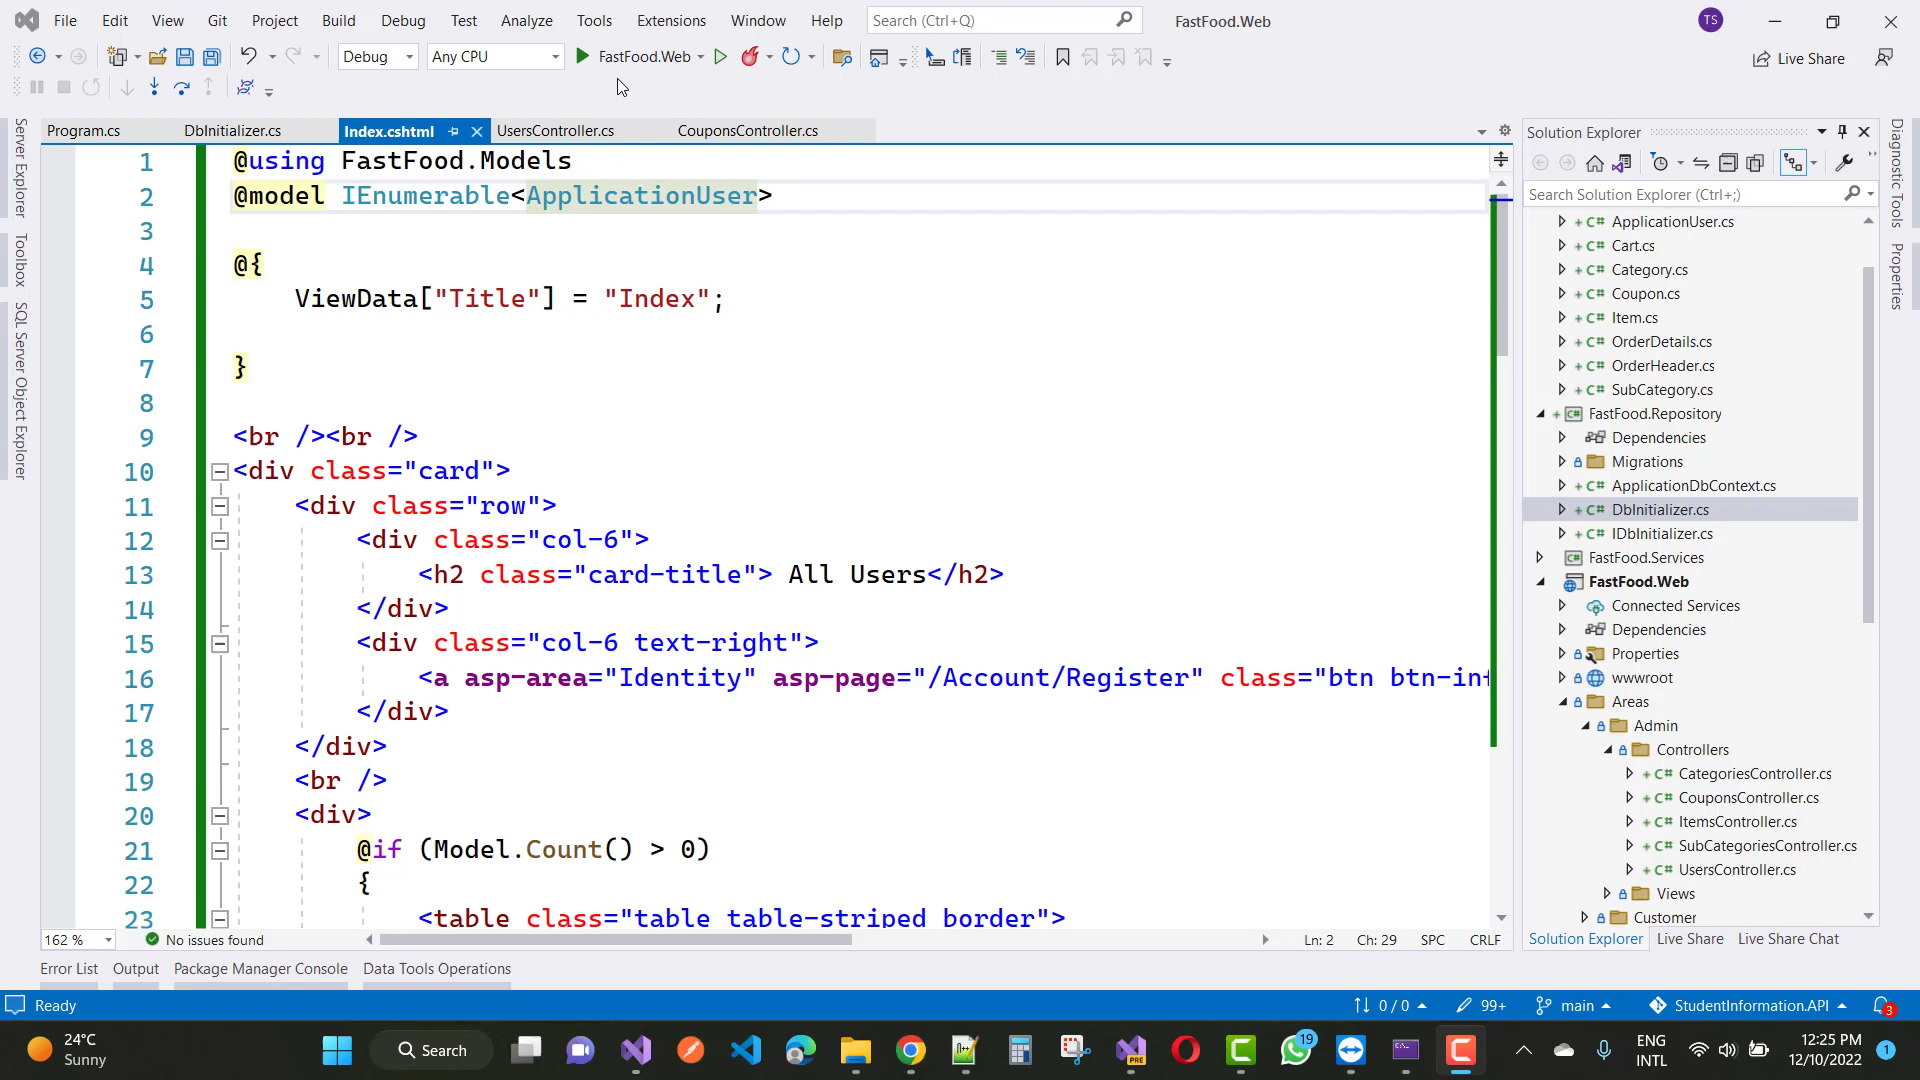 File Edit View Git Project Build Debug Test Analyze Tools Extensions Window Help Search (Ctrl+Q) FastFood.Web TS
Debug Any CPU FastFood.Web Live Share
Program.cs DbInitializer.cs Index.cshtml UsersController.cs CouponsController.cs
Server Explorer
Toolbox
SQL Server Object Explorer
1 @using FastFood.Models
2 @model IEnumerable<ApplicationUser>
3
4 @{
5 ViewData["Title"] = "Index";
6
7 }
8
9 <br /><br />
10 <div class="card">
11 <div class="row">
12 <div class="col-6">
13 <h2 class="card-title"> All Users</h2>
14 </div>
15 <div class="col-6 text-right">
16 <a asp-area="Identity" asp-page="/Account/Register" class="btn btn-in
17 </div>
18 </div>
19 <br />
20 <div>
21 @if (Model.Count() > 0)
22 {
23 <table class="table table-striped border">
162 % No issues found Ln: 2 Ch: 29 SPC CRLF
Solution Explorer
Search Solution Explorer (Ctrl+;)
C# ApplicationUser.cs
C# Cart.cs
C# Category.cs
C# Coupon.cs
C# Item.cs
C# OrderDetails.cs
C# OrderHeader.cs
C# SubCategory.cs
C# FastFood.Repository
Dependencies
Migrations
C# ApplicationDbContext.cs
C# DbInitializer.cs
C# IDbInitializer.cs
C# FastFood.Services
FastFood.Web
Connected Services
Dependencies
Properties
wwwroot
Areas
Admin
Controllers
C# CategoriesController.cs
C# CouponsController.cs
C# ItemsController.cs
C# SubCategoriesController.cs
C# UsersController.cs
Views
Customer
Solution Explorer Live Share Live Share Chat
Diagnostic Tools
Properties
Error List Output Package Manager Console Data Tools Operations
Ready 0 / 0 99+ main StudentInformation.API 3
24°C
Sunny
Search
PRE
19
ENG
INTL
12:25 PM
12/10/2022
1